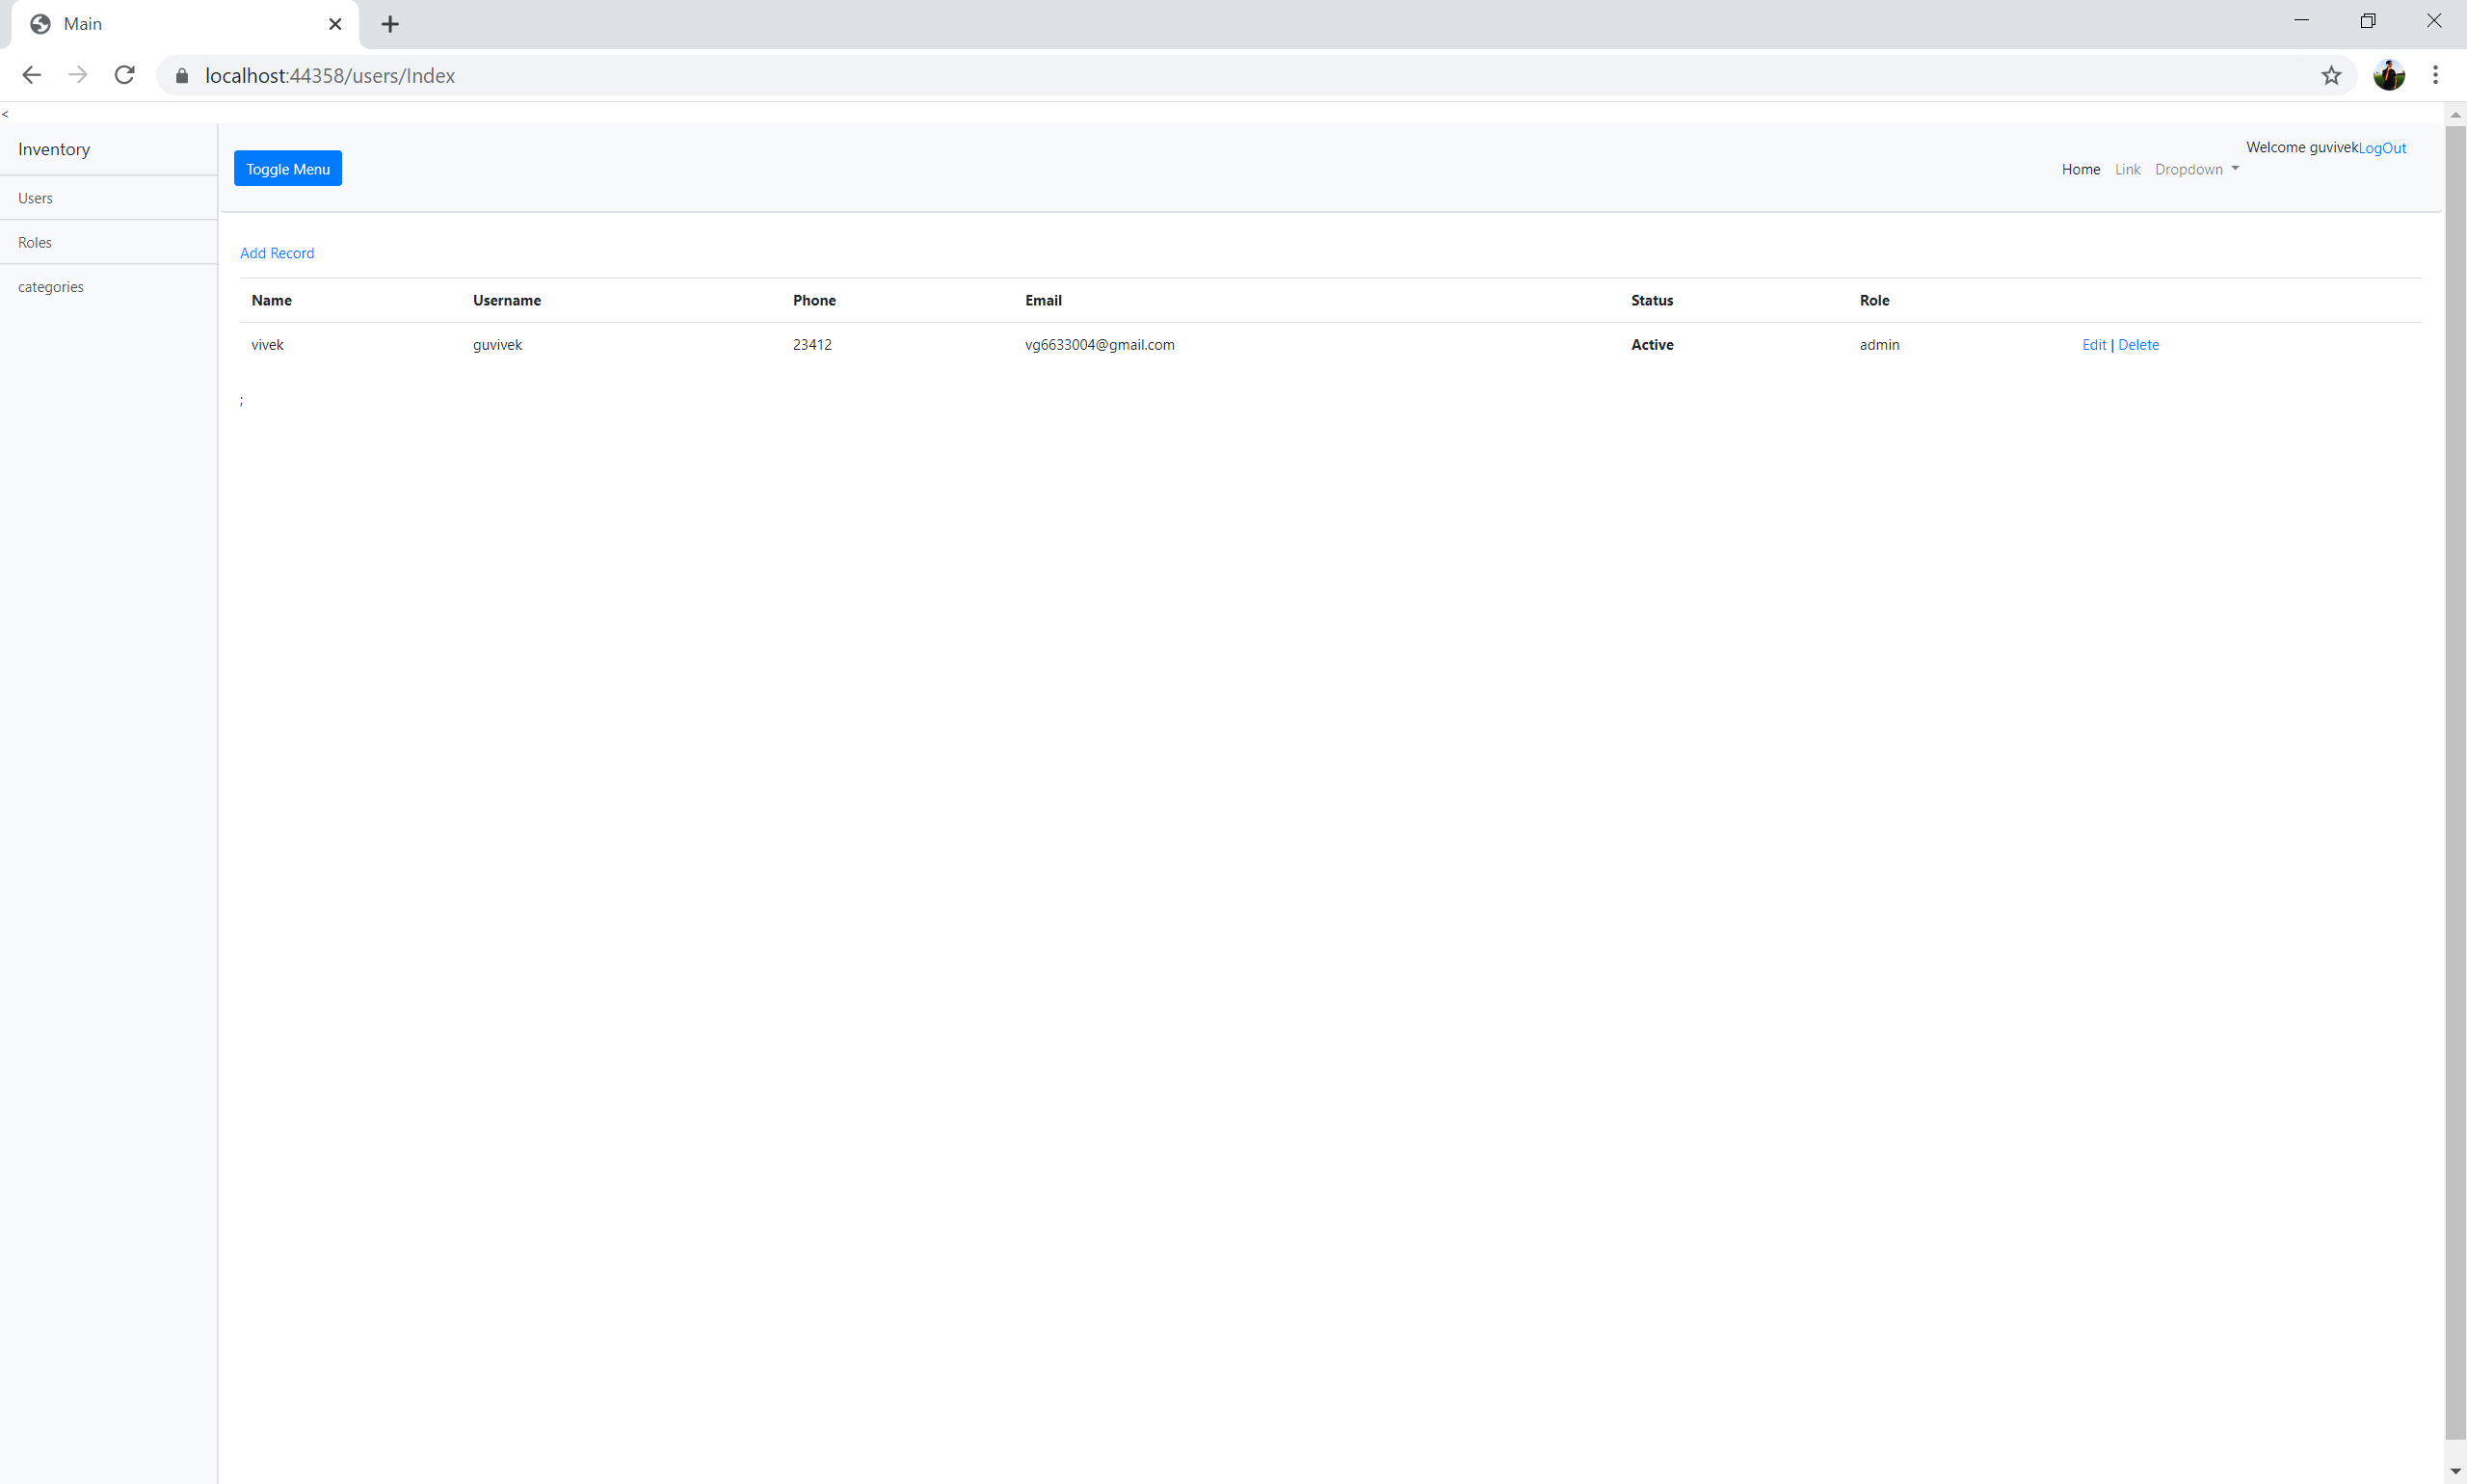 Main
localhost:44358/users/Index
<
Inventory
Users
Roles
categories
Toggle Menu
Home Link Dropdown
Welcome guvivekLogOut
Add Record
Name Username Phone Email Status Role
vivek guvivek 23412 vg6633004@gmail.com Active admin Edit | Delete
;